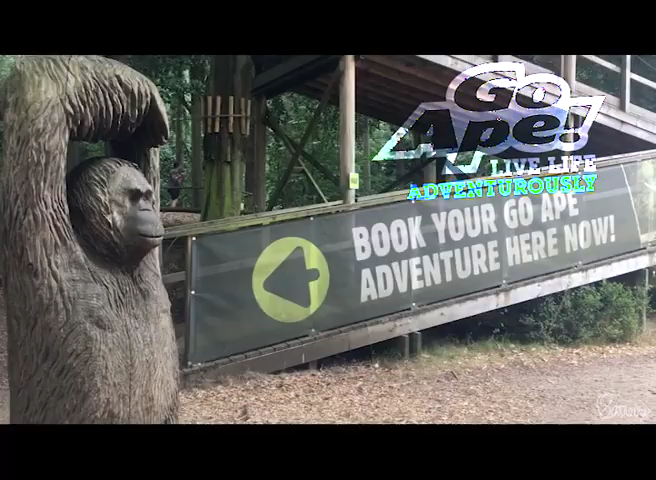 Go
Ape!
LIVE LIFE
ADVENTUROUSLY
BOOK YOUR GO APE
ADVENTURE HERE NOW!